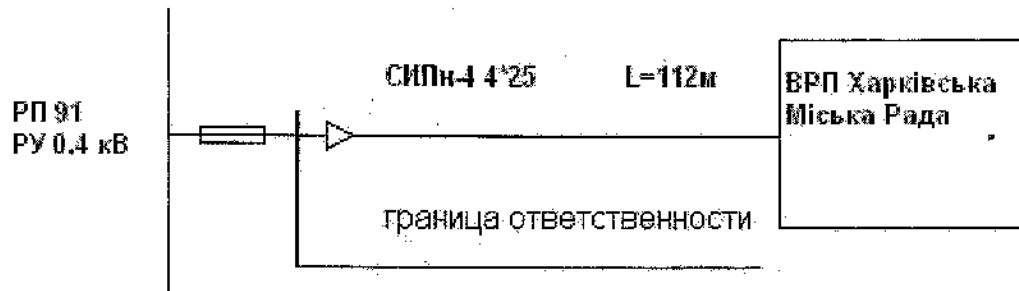 СИПн-4 4*25 L=112м
РП 91
РУ 0,4 кВ
ВРП Харківська
Міська Рада
граница ответственности